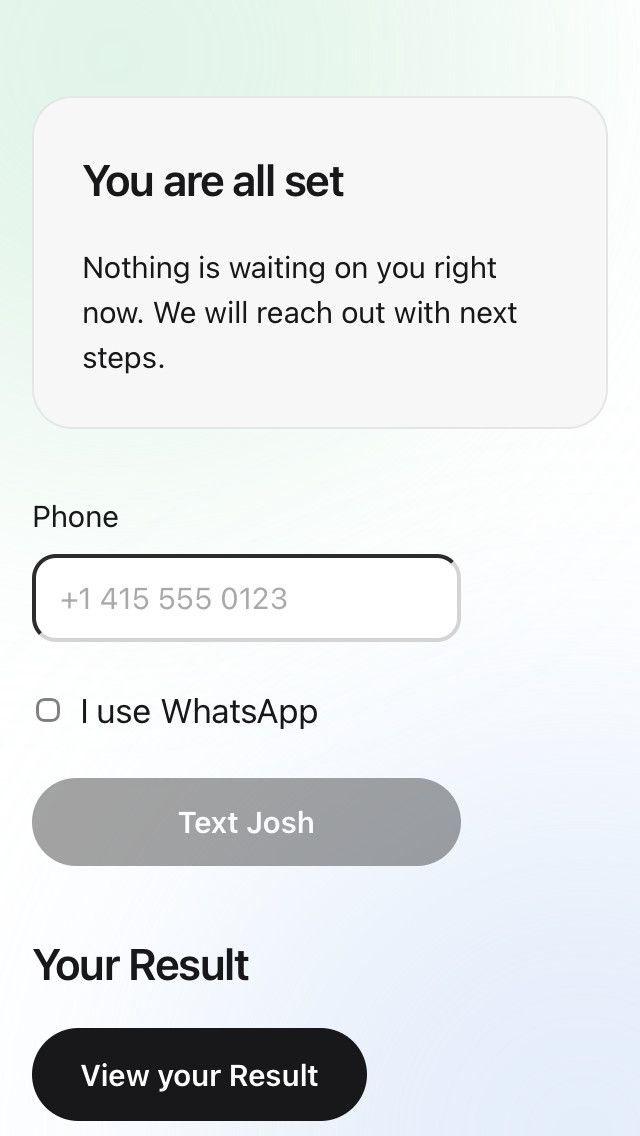 You are all set
Nothing is waiting on you right
now. We will reach out with next
steps.
Phone
+1 415 555 0123
I use WhatsApp
Text Josh
Your Result
View your Result